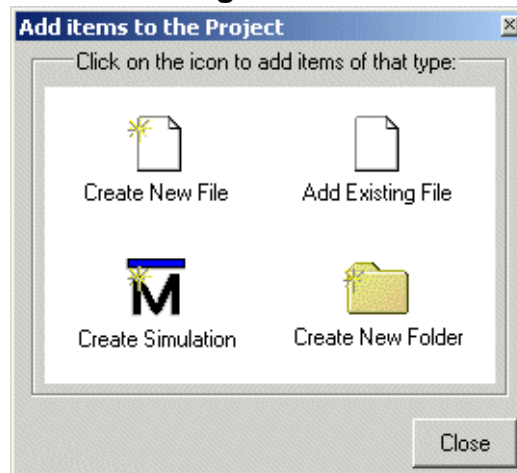 Add items to the Project
Click on the icon to add items of that type:
Create New File Add Existing File
M
Create Simulation Create New Folder
Close